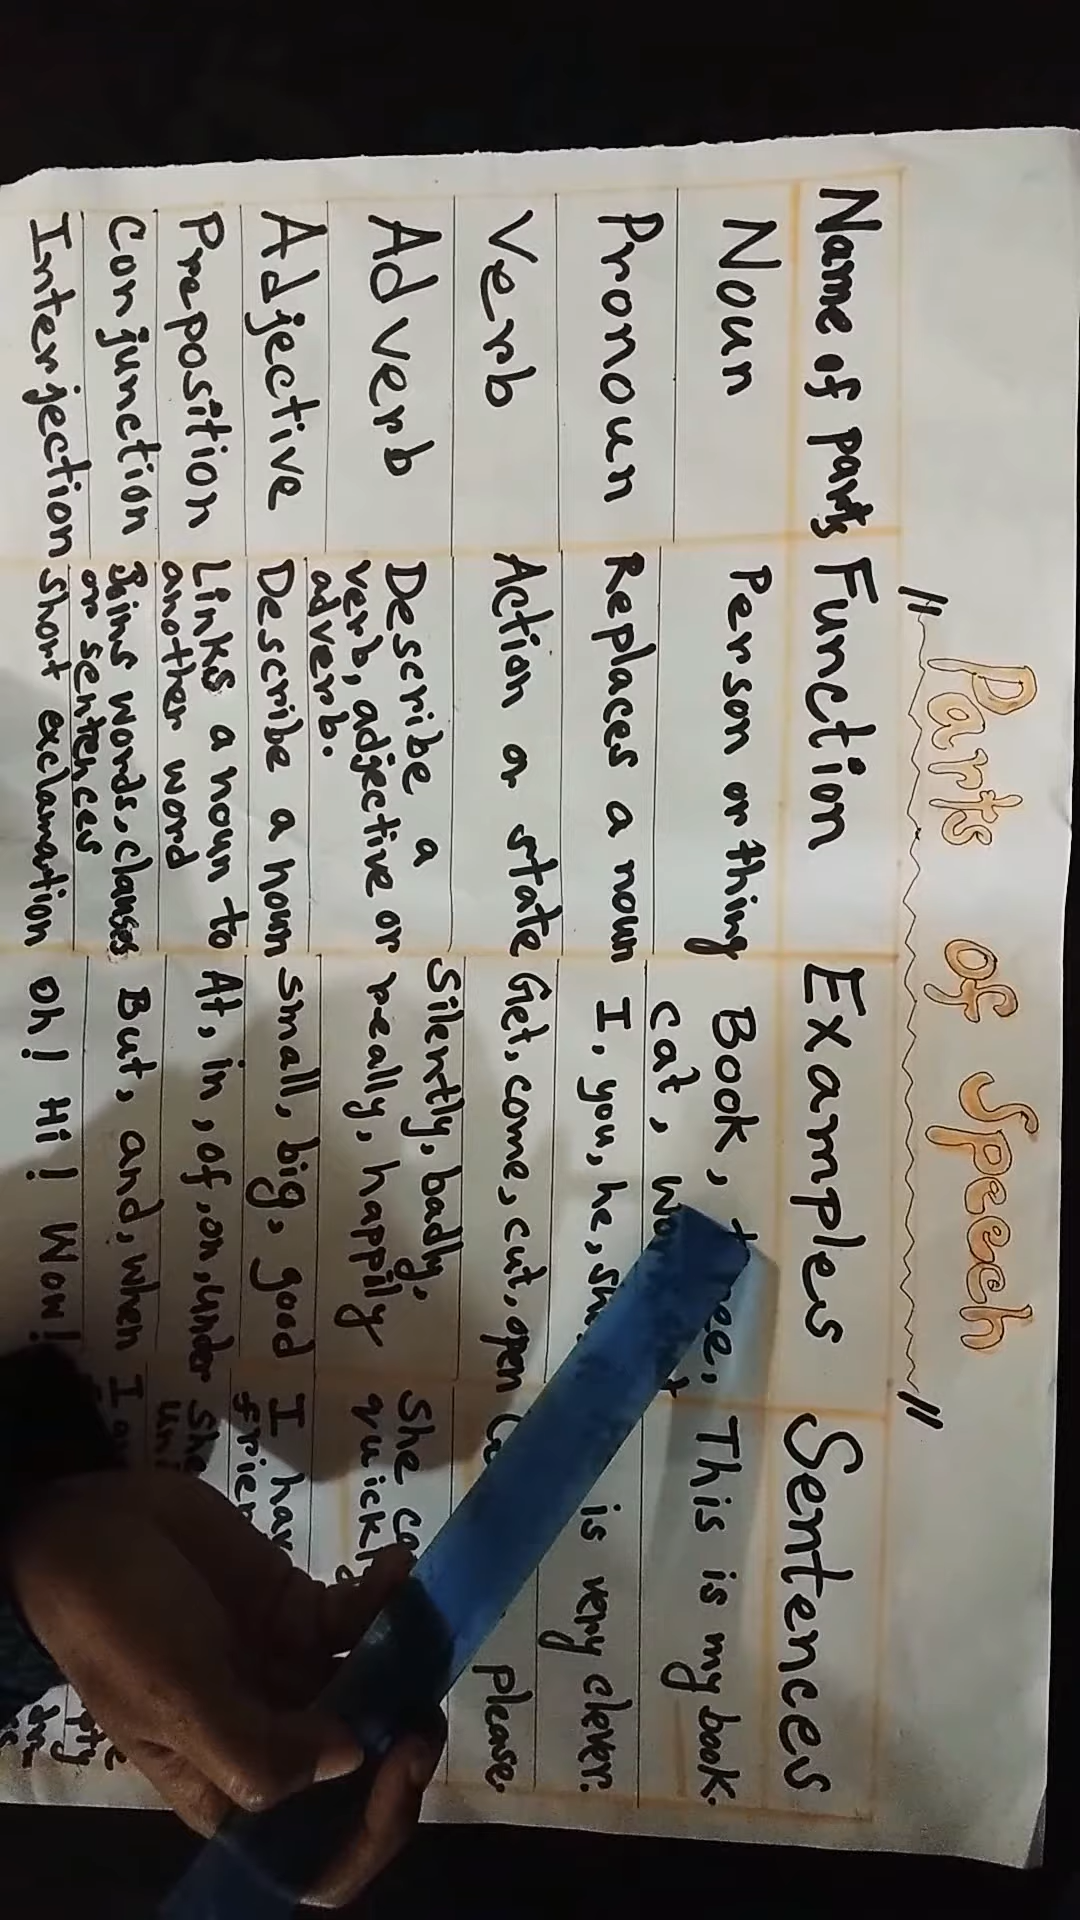 "Parts of Speech"
Name of parts Function Examples Sentences
Noun Person or thing Book, This is my book.
cat,
Pronoun Replaces a noun I, you, he, is very clever.
Verb Action or state Get, come, cut, open please.
Adverb Describe a Silently, badly, She
verb, adjective or really, happily quickly
adverb.
Adjective Describe a noun small, big, good I
Preposition Links a noun to At, in, of, on, under She
another word
Conjunction Joins words, clauses But, and, when I
or sentences
Interjection Short exclamation Oh! Hi! Wow!